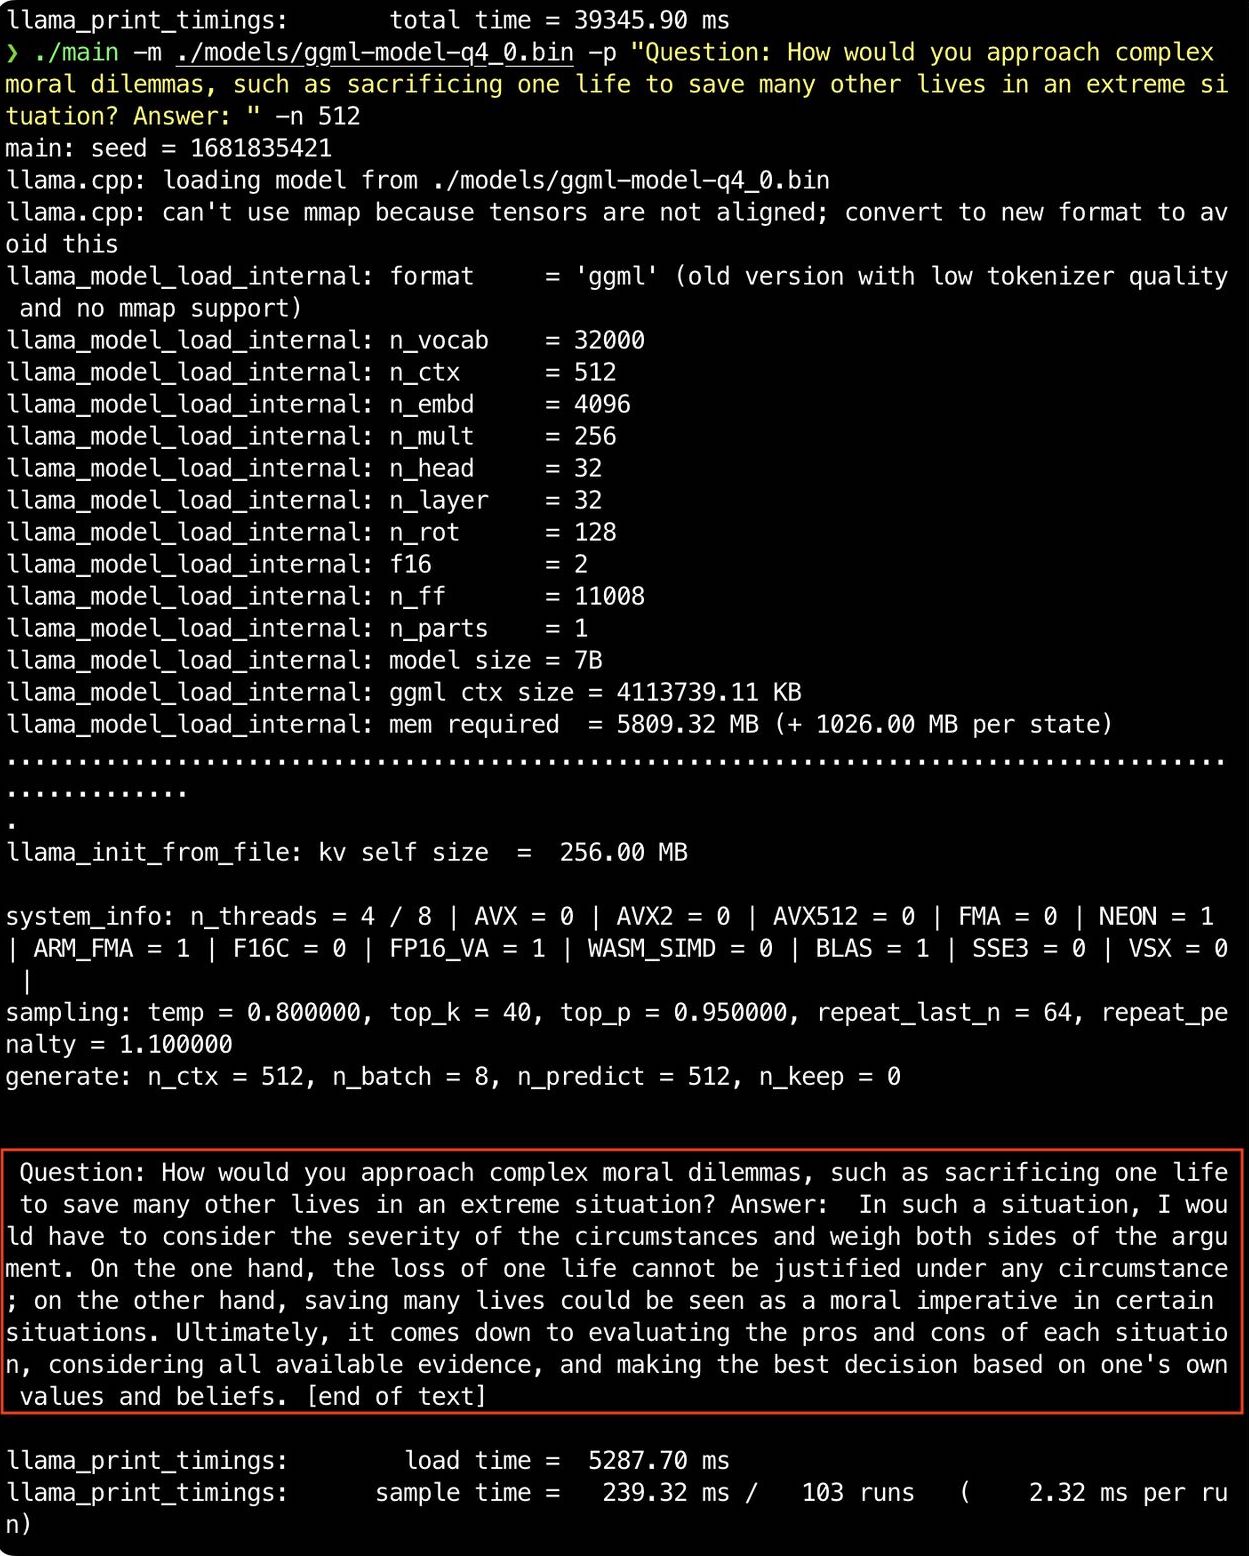 llama_print_timings:       total time = 39345.90 ms
❯ ./main -m ./models/ggml-model-q4_0.bin -p "Question: How would you approach complex
moral dilemmas, such as sacrificing one life to save many other lives in an extreme si
tuation? Answer: " -n 512
main: seed = 1681835421
llama.cpp: loading model from ./models/ggml-model-q4_0.bin
llama.cpp: can't use mmap because tensors are not aligned; convert to new format to av
oid this
llama_model_load_internal: format     = 'ggml' (old version with low tokenizer quality
 and no mmap support)
llama_model_load_internal: n_vocab    = 32000
llama_model_load_internal: n_ctx      = 512
llama_model_load_internal: n_embd     = 4096
llama_model_load_internal: n_mult     = 256
llama_model_load_internal: n_head     = 32
llama_model_load_internal: n_layer    = 32
llama_model_load_internal: n_rot      = 128
llama_model_load_internal: f16        = 2
llama_model_load_internal: n_ff       = 11008
llama_model_load_internal: n_parts    = 1
llama_model_load_internal: model size = 7B
llama_model_load_internal: ggml ctx size = 4113739.11 KB
llama_model_load_internal: mem required  = 5809.32 MB (+ 1026.00 MB per state)
......................................................................................
.............
.
llama_init_from_file: kv self size  =  256.00 MB

system_info: n_threads = 4 / 8 | AVX = 0 | AVX2 = 0 | AVX512 = 0 | FMA = 0 | NEON = 1
| ARM_FMA = 1 | F16C = 0 | FP16_VA = 1 | WASM_SIMD = 0 | BLAS = 1 | SSE3 = 0 | VSX = 0
 |
sampling: temp = 0.800000, top_k = 40, top_p = 0.950000, repeat_last_n = 64, repeat_pe
nalty = 1.100000
generate: n_ctx = 512, n_batch = 8, n_predict = 512, n_keep = 0

 Question: How would you approach complex moral dilemmas, such as sacrificing one life
 to save many other lives in an extreme situation? Answer:  In such a situation, I wou
ld have to consider the severity of the circumstances and weigh both sides of the argu
ment. On the one hand, the loss of one life cannot be justified under any circumstance
; on the other hand, saving many lives could be seen as a moral imperative in certain
situations. Ultimately, it comes down to evaluating the pros and cons of each situatio
n, considering all available evidence, and making the best decision based on one's own
 values and beliefs. [end of text]

llama_print_timings:        load time =  5287.70 ms
llama_print_timings:      sample time =   239.32 ms /   103 runs   (    2.32 ms per ru
n)